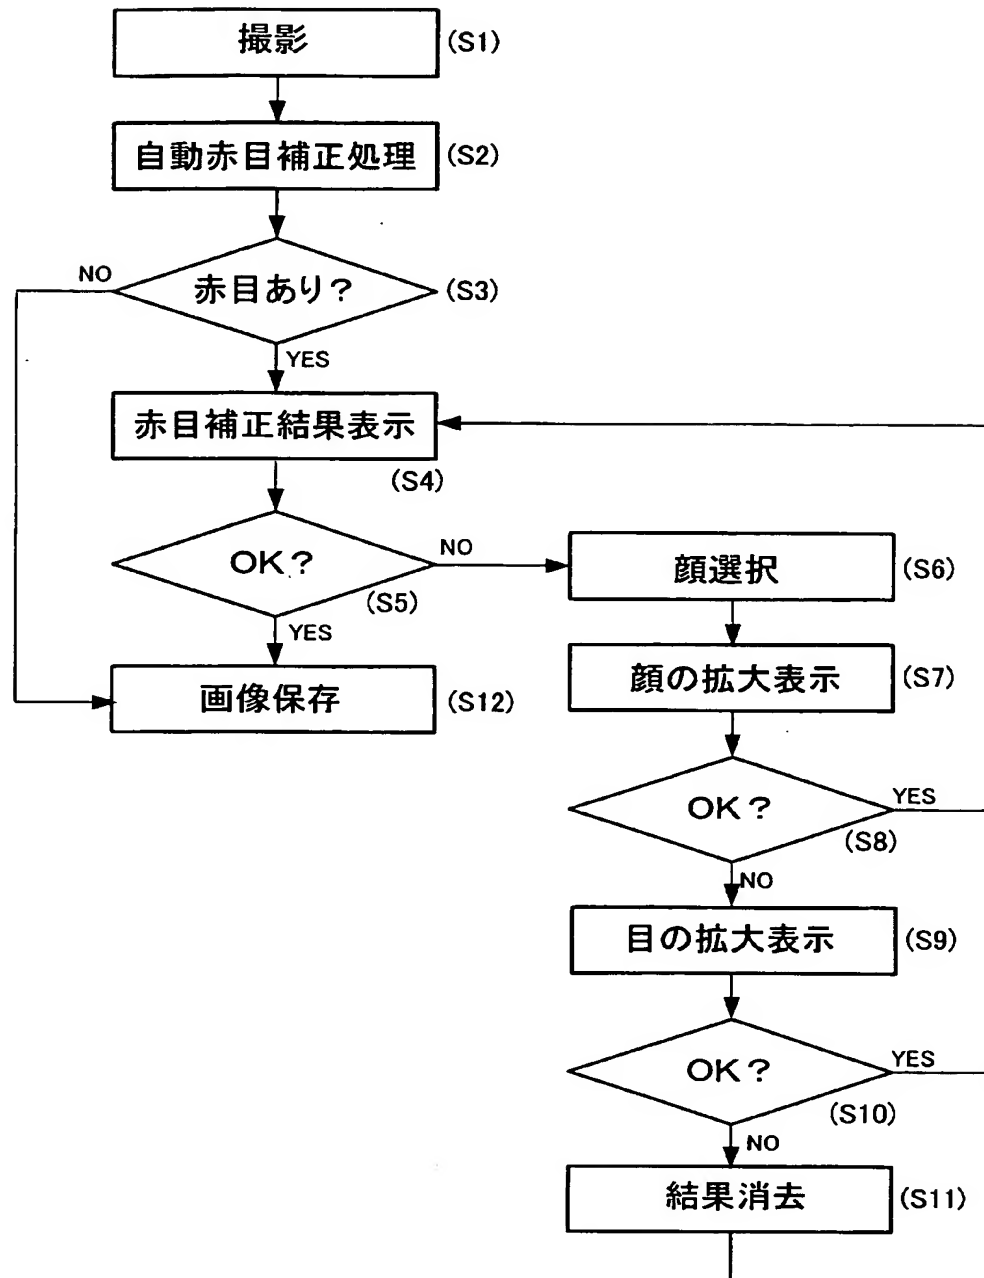 撮影 (S1)
自動赤目補正処理 (S2)
赤目あり? (S3)
NO
YES
赤目補正結果表示
(S4)
OK?
(S5)
NO
YES
画像保存 (S12)
顔選択 (S6)
顔の拡大表示 (S7)
OK?
YES
(S8)
NO
目の拡大表示 (S9)
OK?
YES
(S10)
NO
結果消去 (S11)